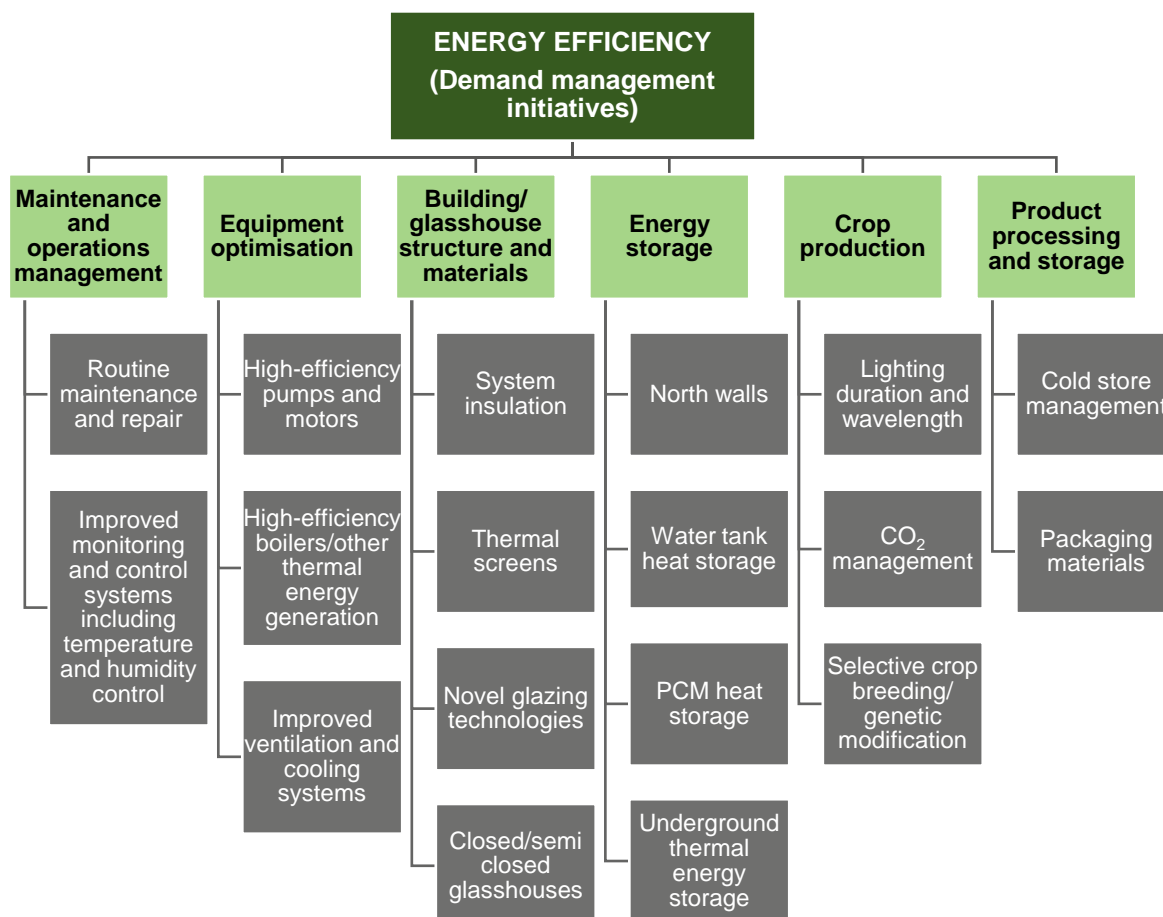 ENERGY EFFICIENCY
(Demand management
initiatives)
Maintenance
and
operations
management
Routine
maintenance
and repair
Improved
monitoring
and control
systems
including
temperature
and humidity
control
Equipment
optimisation
High-efficiency
pumps and
motors
High-efficiency
boilers/other
thermal
energy
generation
Improved
ventilation and
cooling
systems
Building/
glasshouse
structure and
materials
System
insulation
Thermal
screens
Novel glazing
technologies
Closed/semi
closed
glasshouses
Energy
storage
North walls
Water tank
heat storage
PCM heat
storage
Underground
thermal
energy
storage
Crop
production
Lighting
duration and
wavelength
CO₂
management
Selective crop
breeding/
genetic
modification
Product
processing
and storage
Cold store
management
Packaging
materials